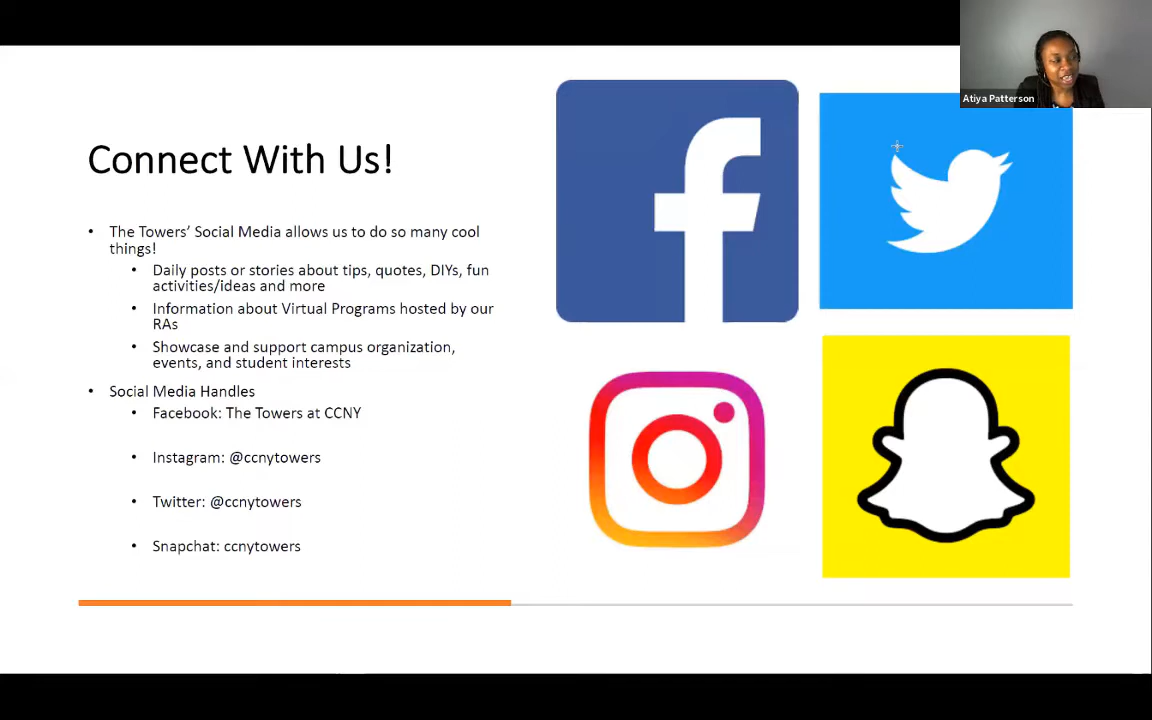 Atiya Patterson
Connect With Us!
• The Towers’ Social Media allows us to do so many cool
things!
• Daily posts or stories about tips, quotes, DIYs, fun
activities/ideas and more
• Information about Virtual Programs hosted by our
RAs
• Showcase and support campus organization,
events, and student interests
• Social Media Handles
• Facebook: The Towers at CCNY
• Instagram: @ccnytowers
• Twitter: @ccnytowers
• Snapchat: ccnytowers